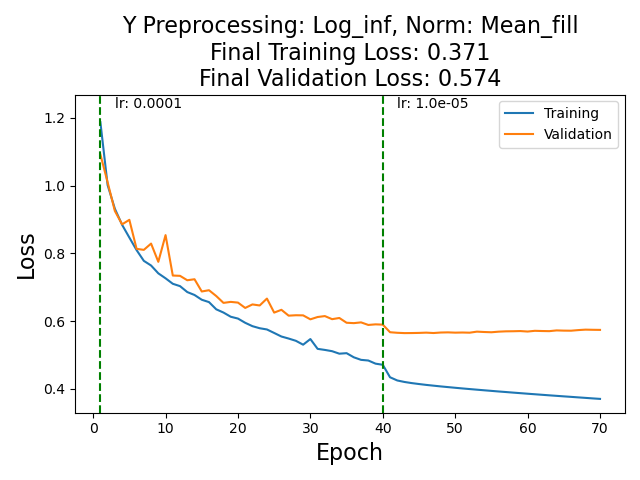 Y Preprocessing: Log_inf, Norm: Mean_fill
Final Training Loss: 0.371
Final Validation Loss: 0.574
lr: 0.0001
lr: 1.0e-05
Training
Validation
1.2
1.0
0.8
0.6
0.4
Loss
0
10
20
30
40
50
60
70
Epoch